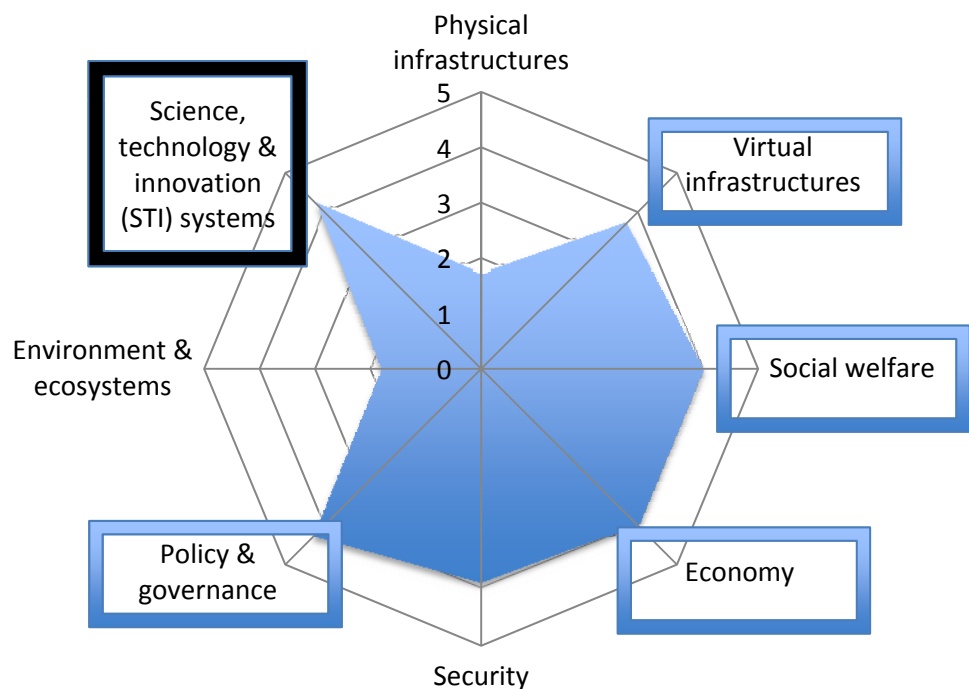 Physical
infrastructures
Science,
technology &
innovation
(STI) systems
5
4
3
2
1
0
Virtual
infrastructures
Environment &
ecosystems
Social welfare
Policy &
governance
Economy
Security